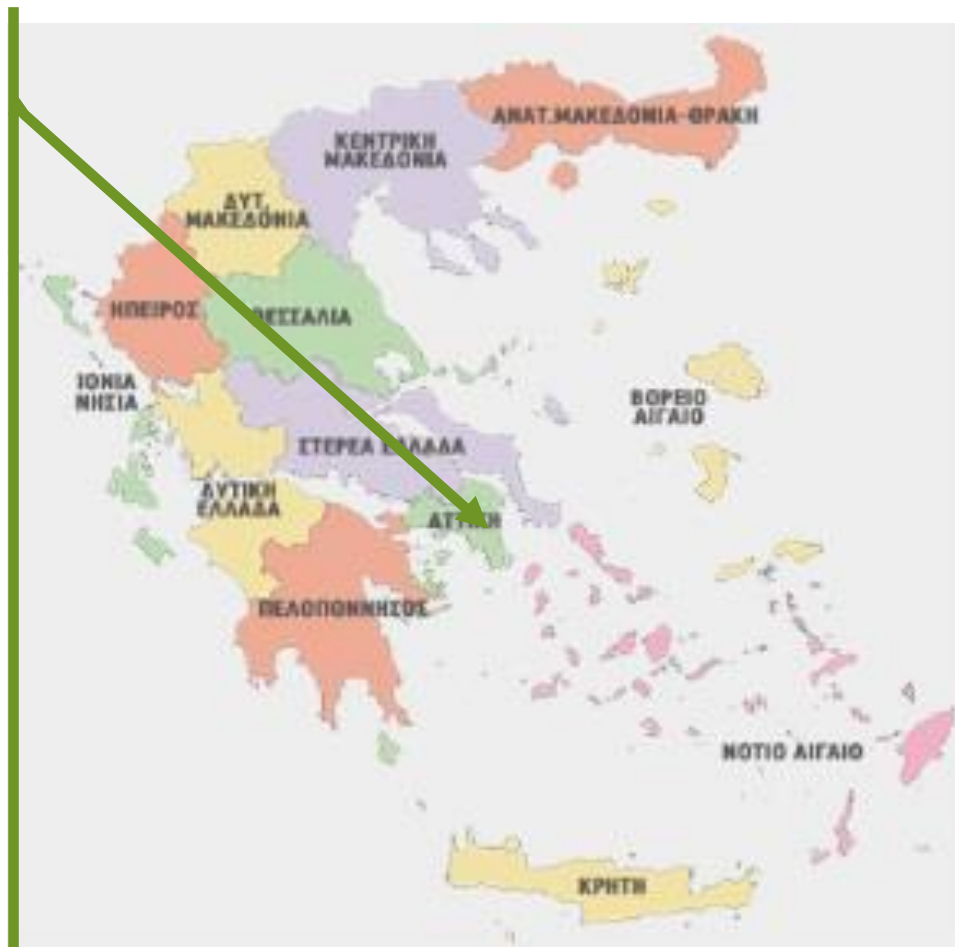 ΑΝΑΤ.ΜΑΚΕΔΟΝΙΑ-ΘΡΑΚΗ
ΚΕΝΤΡΙΚΗ
ΜΑΚΕΔΟΝΙΑ
ΔΥΤ.
ΜΑΚΕΔΟΝΙΑ
ΗΠΕΙΡΟΣ
ΘΕΣΣΑΛΙΑ
ΙΟΝΙΑ
ΝΗΣΙΑ
ΒΟΡΕΙΟ
ΑΙΓΑΙΟ
ΣΤΕΡΕΑ ΕΛΛΑΔΑ
ΔΥΤΙΚΗ
ΕΛΛΑΔΑ
ΑΤΤΙΚΗ
ΠΕΛΟΠΟΝΝΗΣΟΣ
ΝΟΤΙΟ ΑΙΓΑΙΟ
ΚΡΗΤΗ